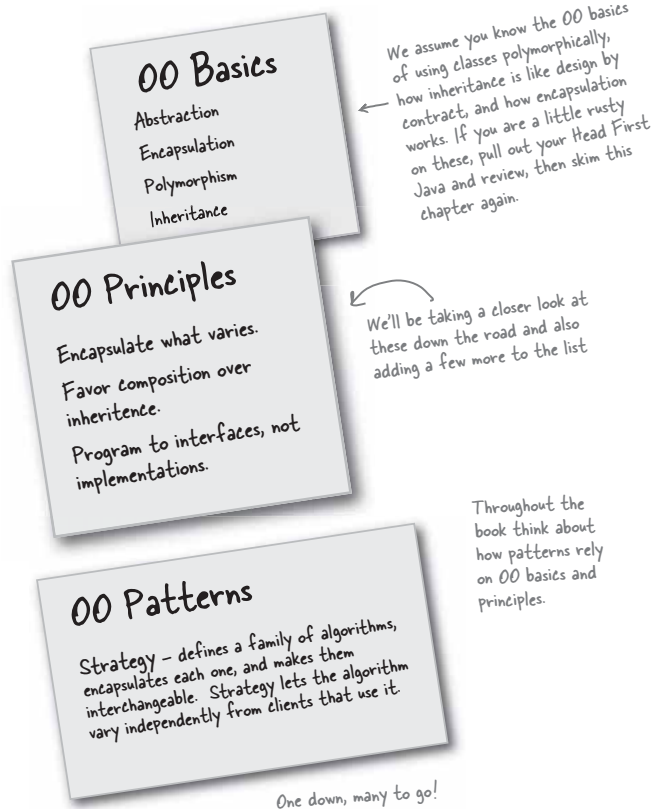 OO Basics
Abstraction
Encapsulation
Polymorphism
Inheritance
We assume you know the OO basics
of using classes polymorphically,
how inheritance is like design by
contract, and how encapsulation
works. If you are a little rusty
on these, pull out your Head First
Java and review, then skim this
chapter again.
OO Principles
Encapsulate what varies.
Favor composition over
inheritence.
Program to interfaces, not
implementations.
We'll be taking a closer look at
these down the road and also
adding a few more to the list
Throughout the
book think about
how patterns rely
on OO basics and
principles.
OO Patterns
Strategy – defines a family of algorithms,
encapsulates each one, and makes them
interchangeable. Strategy lets the algorithm
vary independently from clients that use it.
One down, many to go!